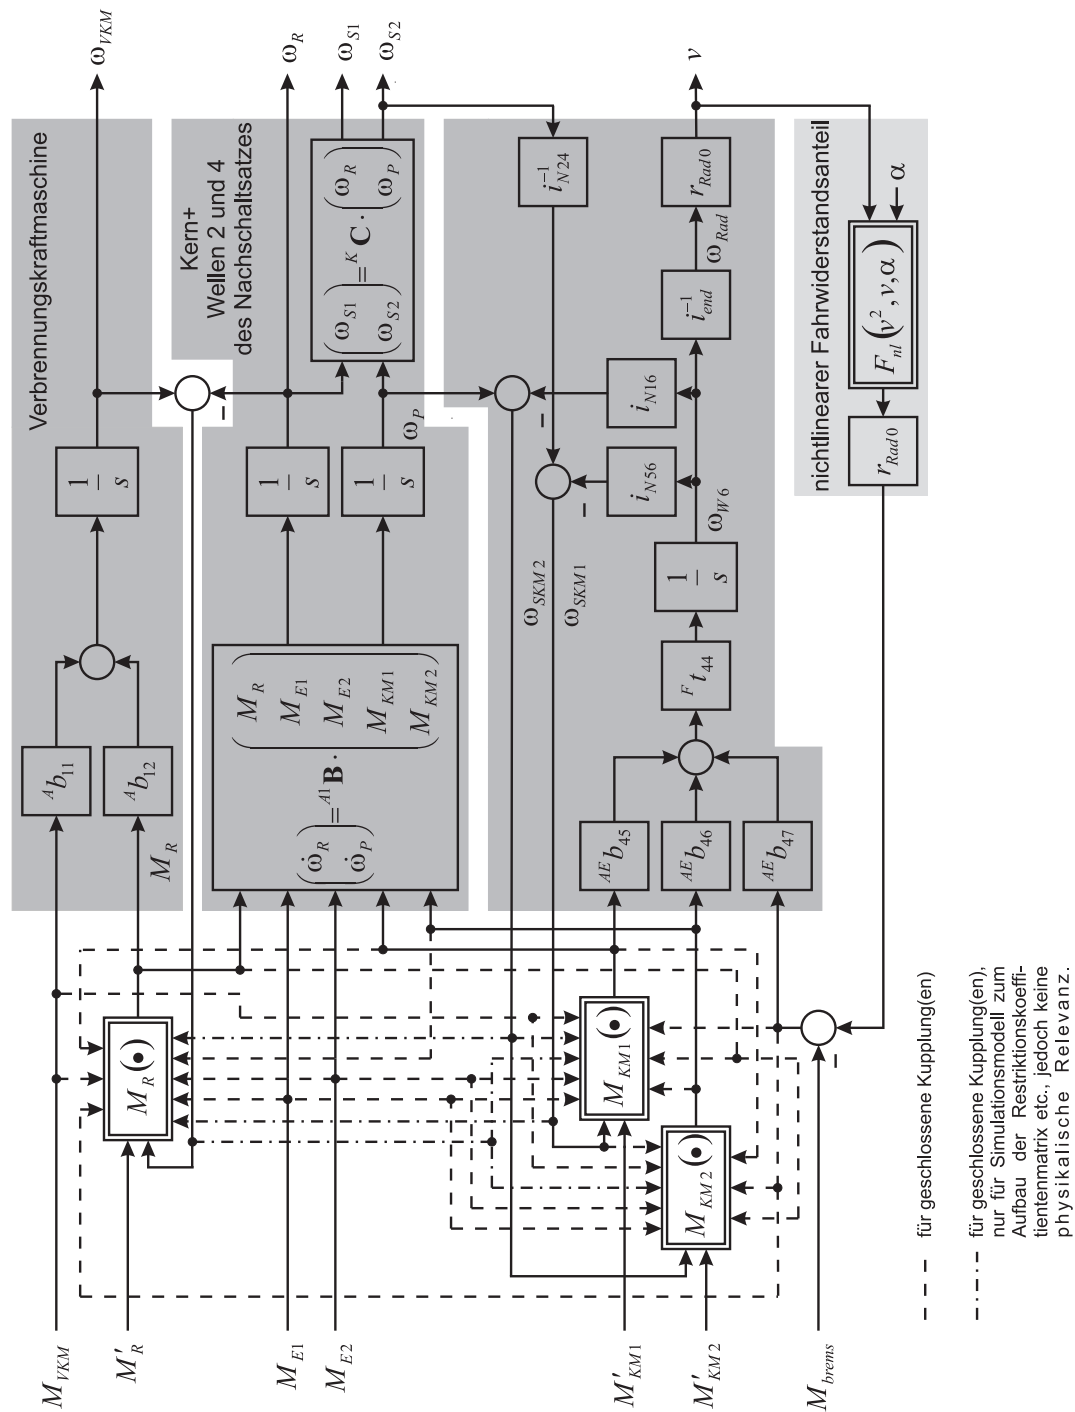 Verbrennungskraftmaschine
Kern+
Wellen 2 und 4
des Nachschaltsatzes
nichtlinearer Fahrwiderstandsanteil
M_VKM
M'_R
M_E1
M_E2
M'_KM1
M'_KM2
M_brems
M_R(•)
M_KM1(•)
M_KM2(•)
^A b_11
^A b_12
M_R
1/s
ω_VKM
(ω̇_R ω̇_P) = ^A1 B · (M_R M_E1 M_E2 M_KM1 M_KM2)
1/s
1/s
ω_P
–
(ω_S1 ω_S2) = ^K C · (ω_R ω_P)
ω_R
ω_S1
ω_S2
ω_SKM2
ω_SKM1
^AE b_45
^AE b_46
^AE b_47
^F t_44
1/s
ω_W6
i_N56
i_N16
–
–
i_N24^-1
i_end^-1
ω_Rad
r_Rad0
v
r_Rad0
F_nl(v^2,v,α)
α
–
für geschlossene Kupplung(en)
für geschlossene Kupplung(en),
nur für Simulationsmodell zum
Aufbau der Restriktionskoeffi-
tientenmatrix etc., jedoch keine
physikalische Relevanz.